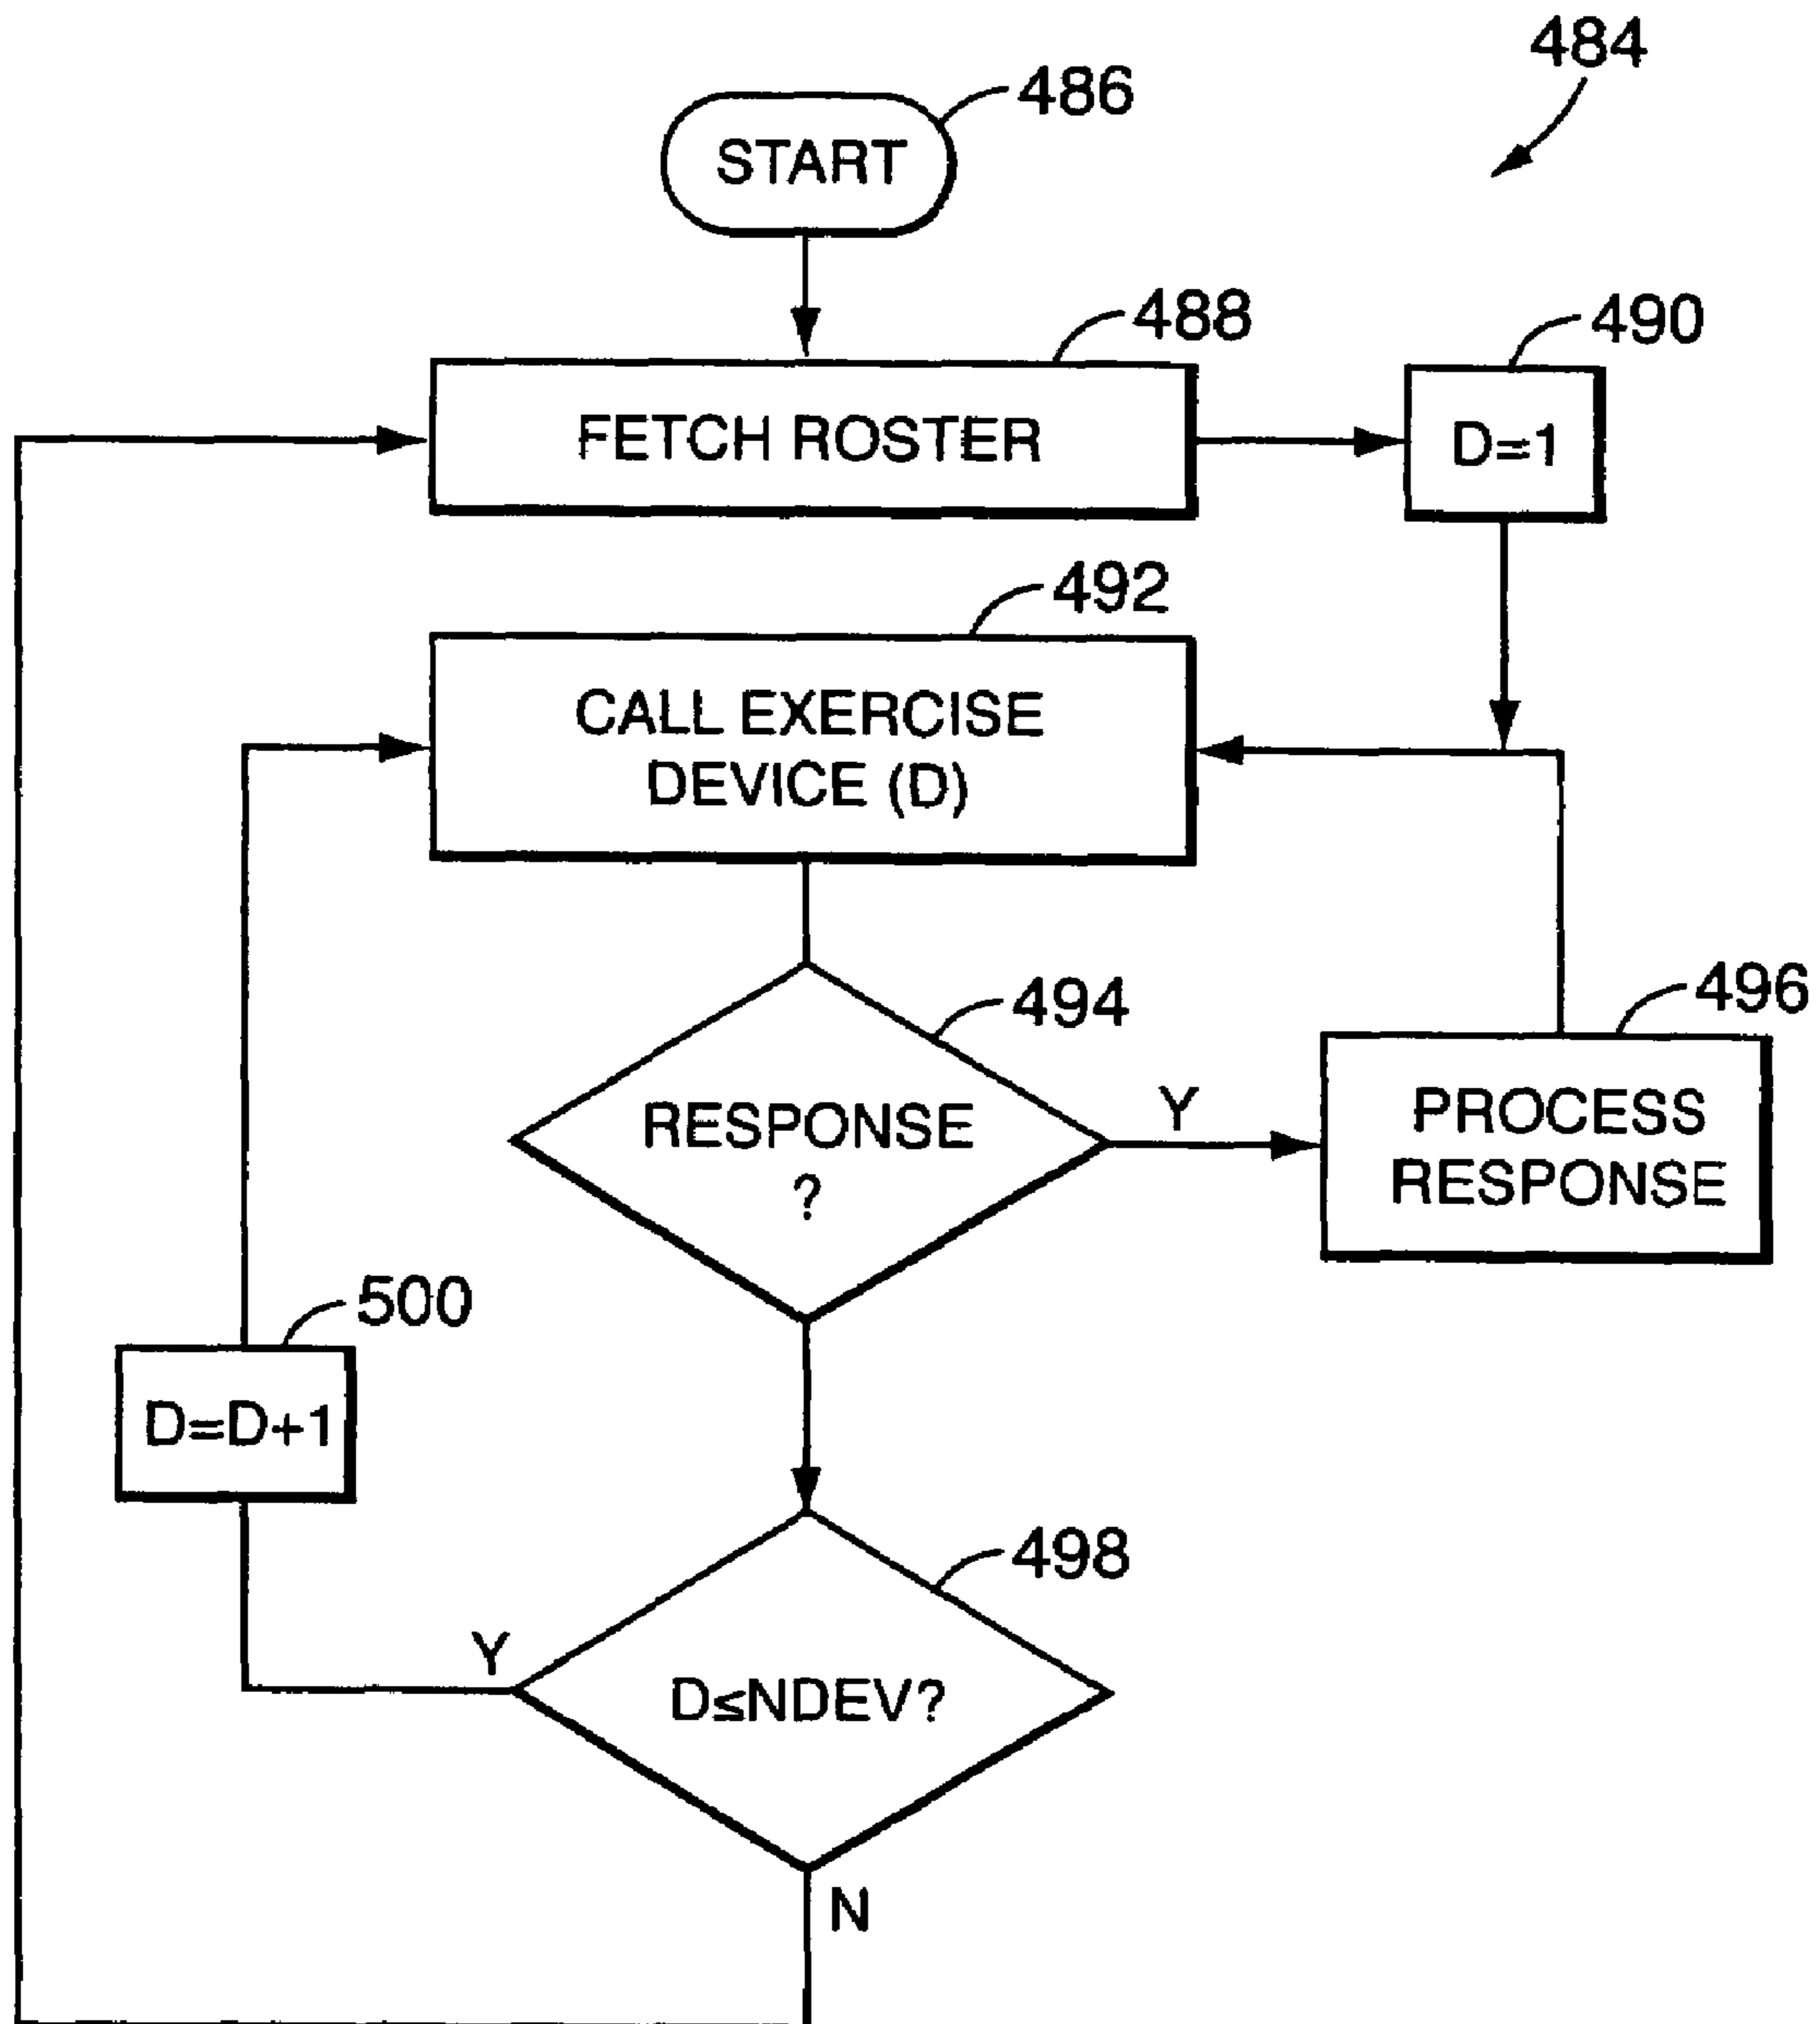 484
486
START
488
FETCH ROSTER
490
D=1
492
CALL EXERCISE
DEVICE (D)
494
RESPONSE
?
Y
496
PROCESS
RESPONSE
500
D=D+1
498
D≤NDEV?
Y
N